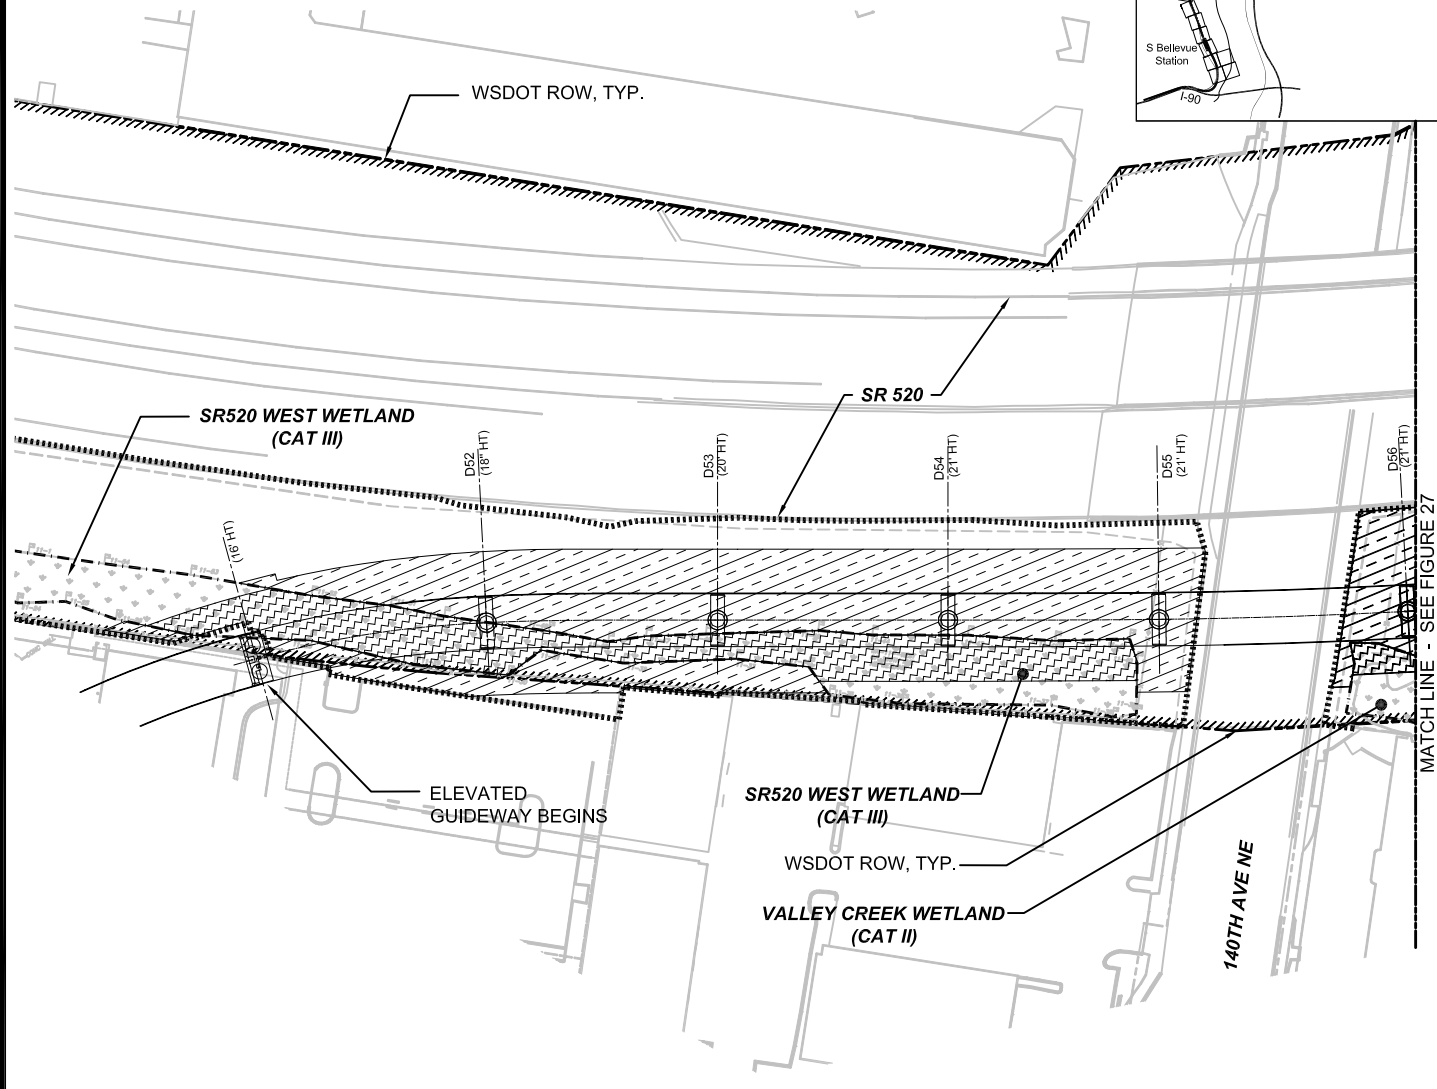 S Bellevue
Station
I-90
WSDOT ROW, TYP.
SR 520
SR520 WEST WETLAND
(CAT III)
D52
(18" HT)
D53
(20' HT)
D54
(21' HT)
D55
(21' HT)
D56
(21' HT)
(16' HT)
MATCH LINE - SEE FIGURE 27
ELEVATED
GUIDEWAY BEGINS
SR520 WEST WETLAND
(CAT III)
WSDOT ROW, TYP.
VALLEY CREEK WETLAND
(CAT II)
140TH AVE NE